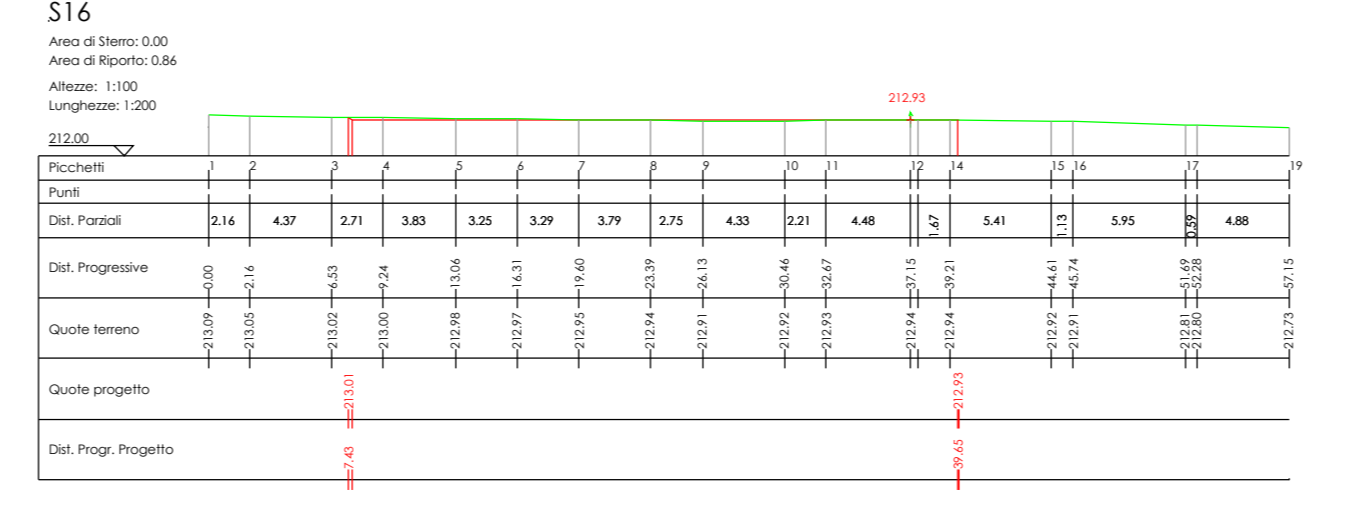 S16
Area di Sterro: 0.00
Area di Riporto: 0.86
Altezze: 1:100
Lunghezze: 1:200
212.00
212.93
Picchetti 1 2 3 4 5 6 7 8 9 10 11 12 14 15 16 17 19
Punti
Dist. Parziali 2.16 4.37 2.71 3.83 3.25 3.29 3.79 2.75 4.33 2.21 4.48 1.67 5.41 1.13 5.95 0.59 4.88
Dist. Progressive 0.00 2.16 6.53 9.24 13.06 16.31 19.60 23.39 26.13 30.46 32.67 37.15 39.21 44.61 45.74 51.69 52.28 57.15
Quote terreno 213.09 213.05 213.02 213.00 212.98 212.97 212.95 212.94 212.91 212.92 212.93 212.94 212.94 212.92 212.91 212.81 212.80 212.73
Quote progetto 213.01 212.93
Dist. Progr. Progetto 7.43 39.65